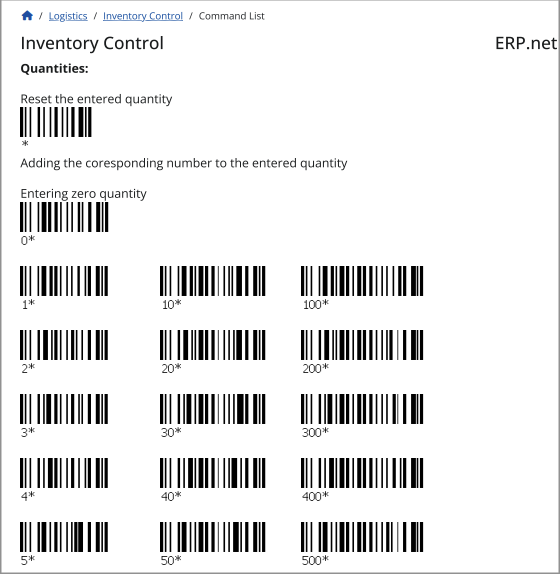 / Logistics / Inventory Control / Command List
Inventory Control ERP.net
Quantities:
Reset the entered quantity
*
Adding the coresponding number to the entered quantity
Entering zero quantity
0*
1* 10* 100*
2* 20* 200*
3* 30* 300*
4* 40* 400*
5* 50* 500*